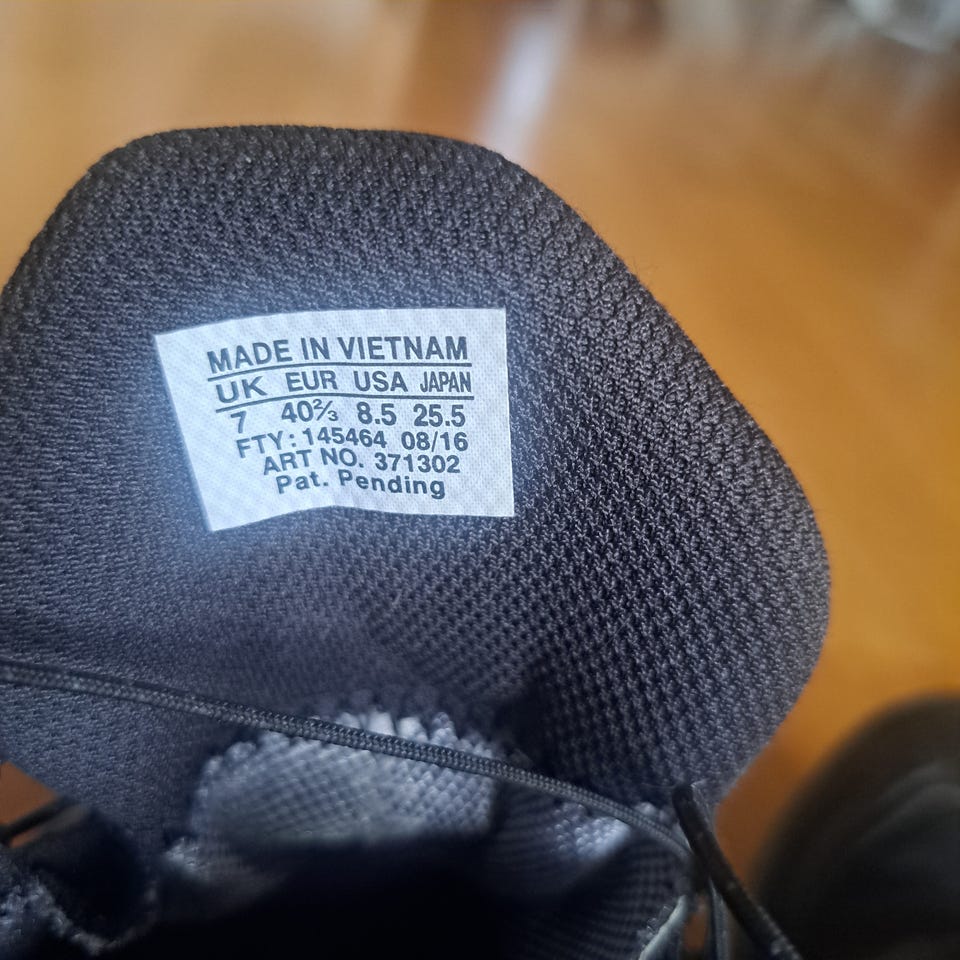 MADE IN VIETNAM
UK EUR USA JAPAN
7 40⅔ 8.5 25.5
FTY: 145464 08/16
ART NO. 371302
Pat. Pending